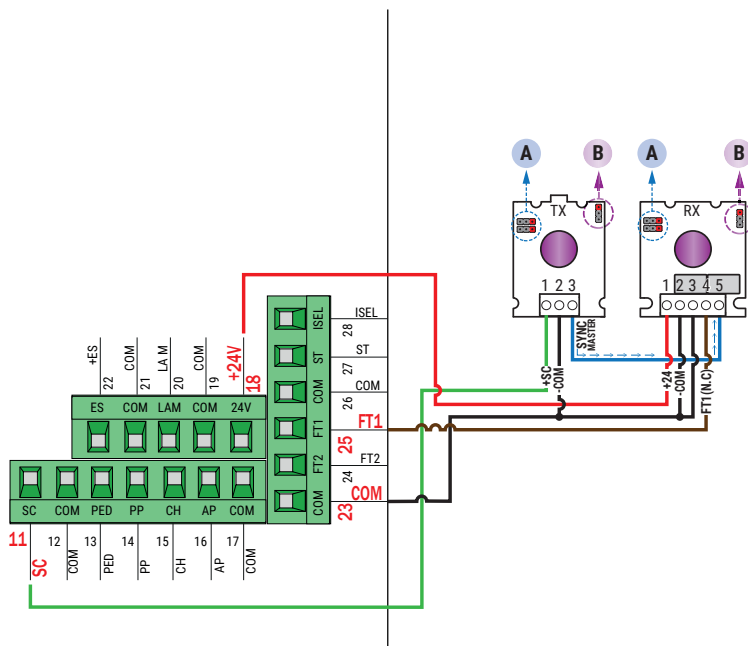 A
B
A
B
TX
RX
1 2 3
1 2 3 4 5
SYNC
MASTER
+SC
-COM
+24
-COM
FT1(N.C)
ISEL
ISEL
28
ST
ST
27
COM
COM
26
FT1
FT1
25
FT2
FT2
24
COM
COM
23
+ES
COM
LA M
COM
+24V
22
21
20
19
18
ES COM LAM COM 24V
SC COM PED PP CH AP COM
11
12
13
14
15
16
17
SC
COM
PED
PP
CH
AP
COM